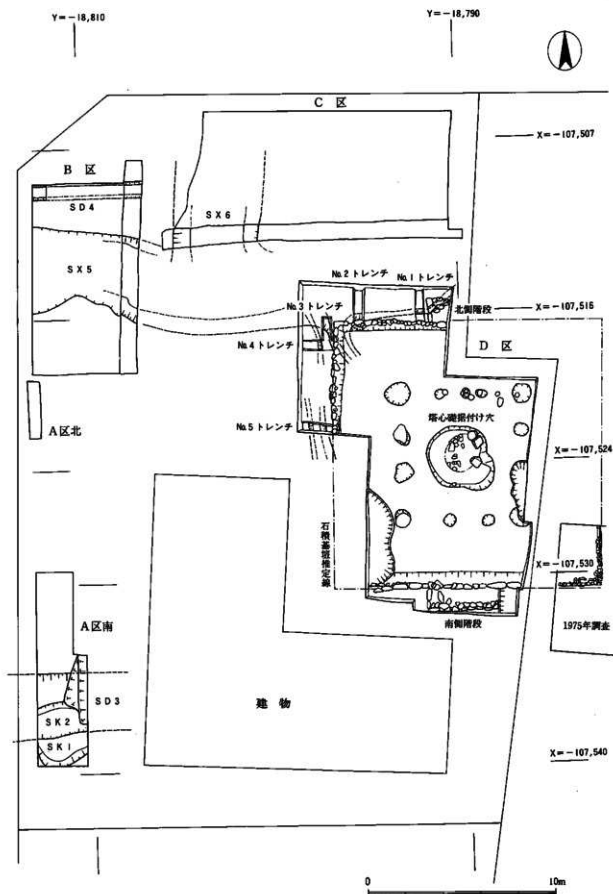 Y=-18,810
Y=-18,790
C区
X=-107,507
B区
SD4
SX6
SX5
No.2トレンチ
No.1トレンチ
No.3トレンチ
北側階段
X=-107,515
No.4トレンチ
D区
塔心礎据付け穴
No.5トレンチ
A区北
X=-107,524
石積基壇推定線
X=-107,530
A区南
南側階段
1975年調査
SD3
建物
SK2
SK1
X=-107,540
0
10m